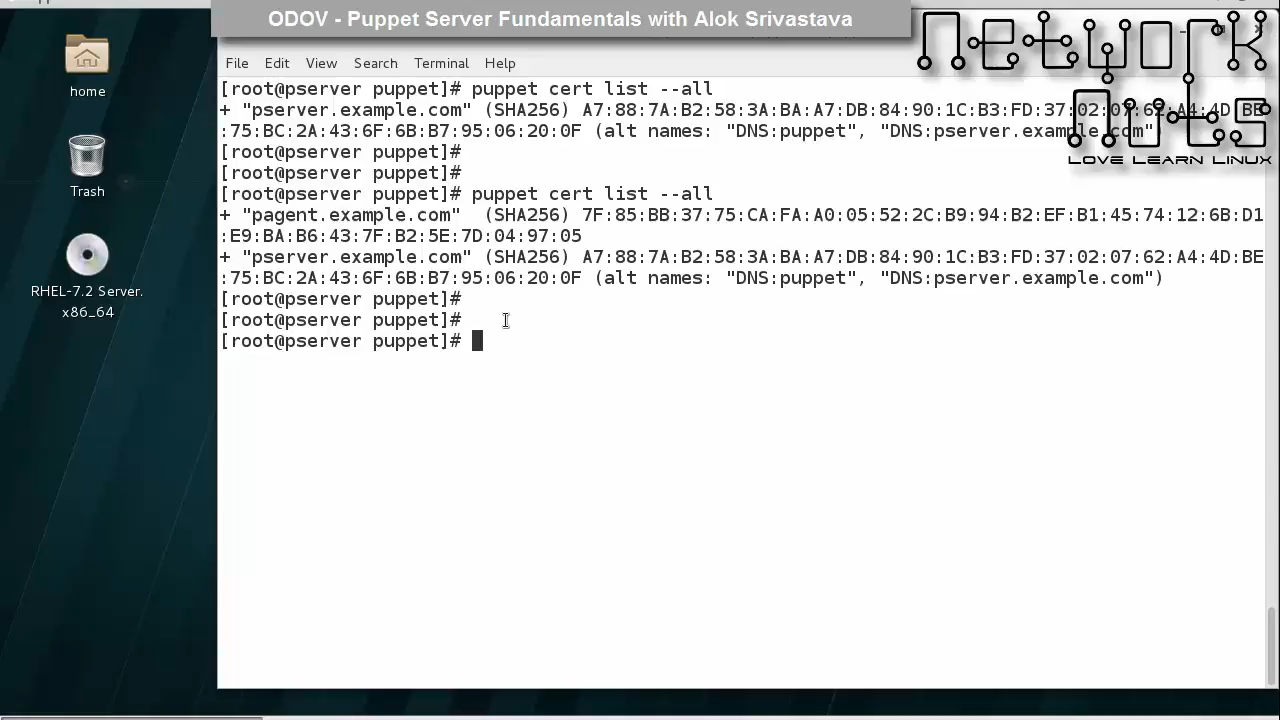 ODOV - Puppet Server Fundamentals with Alok Srivastava
Network
NUTS
LOVE LEARN LINUX
home
Trash
RHEL-7.2 Server.
x86_64
File Edit View Search Terminal Help
[root@pserver puppet]# puppet cert list --all
+ "pserver.example.com" (SHA256) A7:88:7A:B2:58:3A:BA:A7:DB:84:90:1C:B3:FD:37:02:07:62:A4:4D:BE
:75:BC:2A:43:6F:6B:B7:95:06:20:0F (alt names: "DNS:puppet", "DNS:pserver.example.com")
[root@pserver puppet]#
[root@pserver puppet]#
[root@pserver puppet]# puppet cert list --all
+ "pagent.example.com"  (SHA256) 7F:85:BB:37:75:CA:FA:A0:05:52:2C:B9:94:B2:EF:B1:45:74:12:6B:D1
:E9:BA:B6:43:7F:B2:5E:7D:04:97:05
+ "pserver.example.com" (SHA256) A7:88:7A:B2:58:3A:BA:A7:DB:84:90:1C:B3:FD:37:02:07:62:A4:4D:BE
:75:BC:2A:43:6F:6B:B7:95:06:20:0F (alt names: "DNS:puppet", "DNS:pserver.example.com")
[root@pserver puppet]#
[root@pserver puppet]#
[root@pserver puppet]#